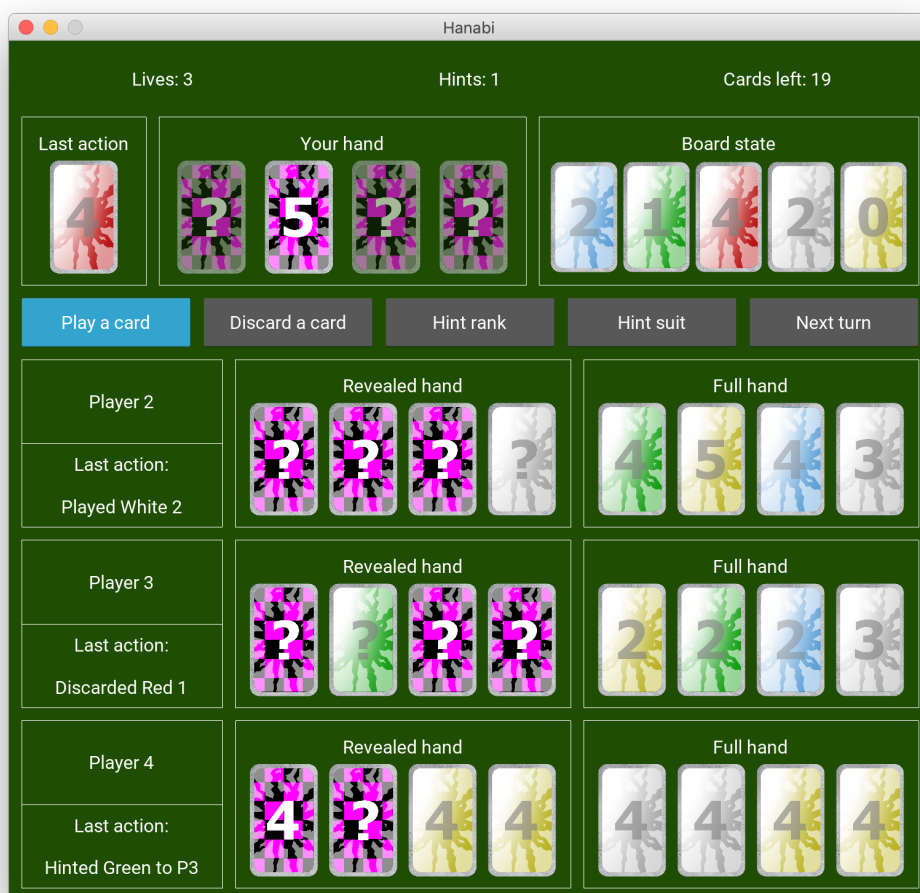 Hanabi
Lives: 3 Hints: 1 Cards left: 19
Last action Your hand Board state
4 ? 5 ? ? 2 1 4 2 0
Play a card Discard a card Hint rank Hint suit Next turn
Player 2
Last action:
Played White 2
Revealed hand
? ? ? ?
Full hand
4 5 4 3
Player 3
Last action:
Discarded Red 1
Revealed hand
? ? ? ?
Full hand
2 2 2 3
Player 4
Last action:
Hinted Green to P3
Revealed hand
4 ? 4 4
Full hand
4 4 4 4